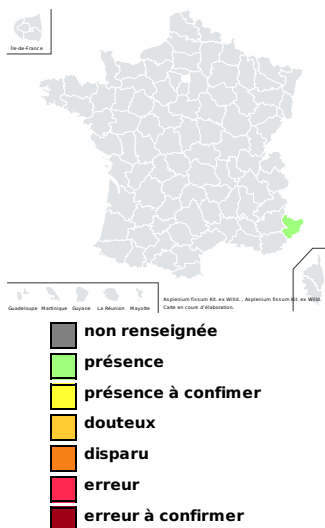 Île-de-France
Guadeloupe Martinique Guyane La Réunion Mayotte
Asplenium fissum Kit. ex Willd. , Asplenium fissum Kit. ex Willd.
Carte en cours d'élaboration.
non renseignée
présence
présence à confimer
douteux
disparu
erreur
erreur à confirmer